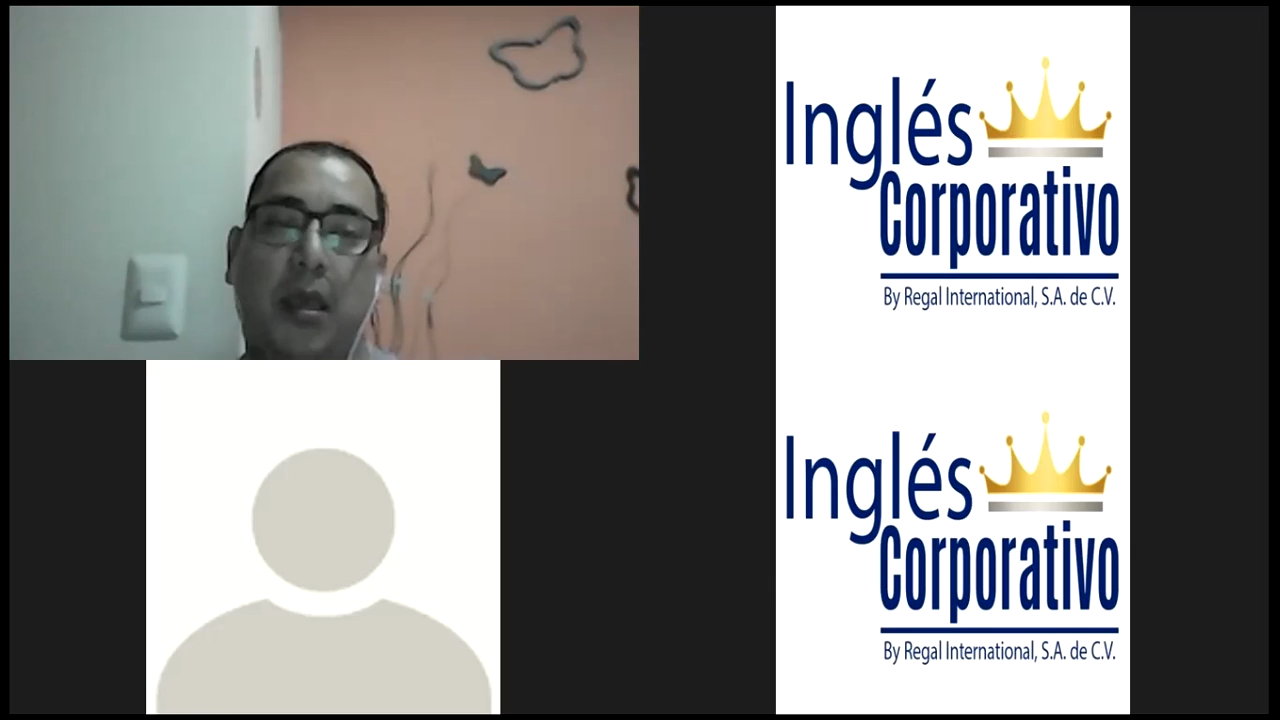 Inglés
Corporativo
By Regal International, S.A. de C.V.
Inglés
Corporativo
By Regal International, S.A. de C.V.